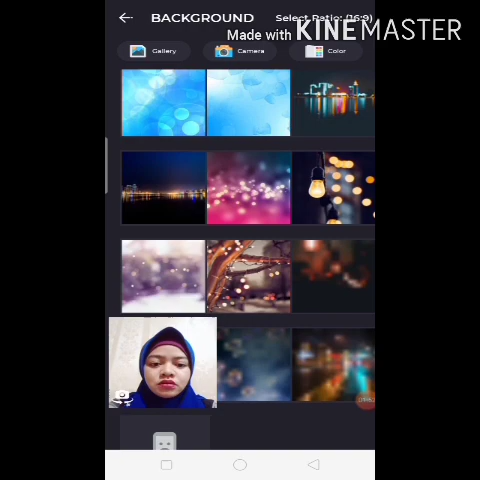 BACKGROUND Select Ratio: (16:9)
Made with KINEMASTER
Gallery Camera Color